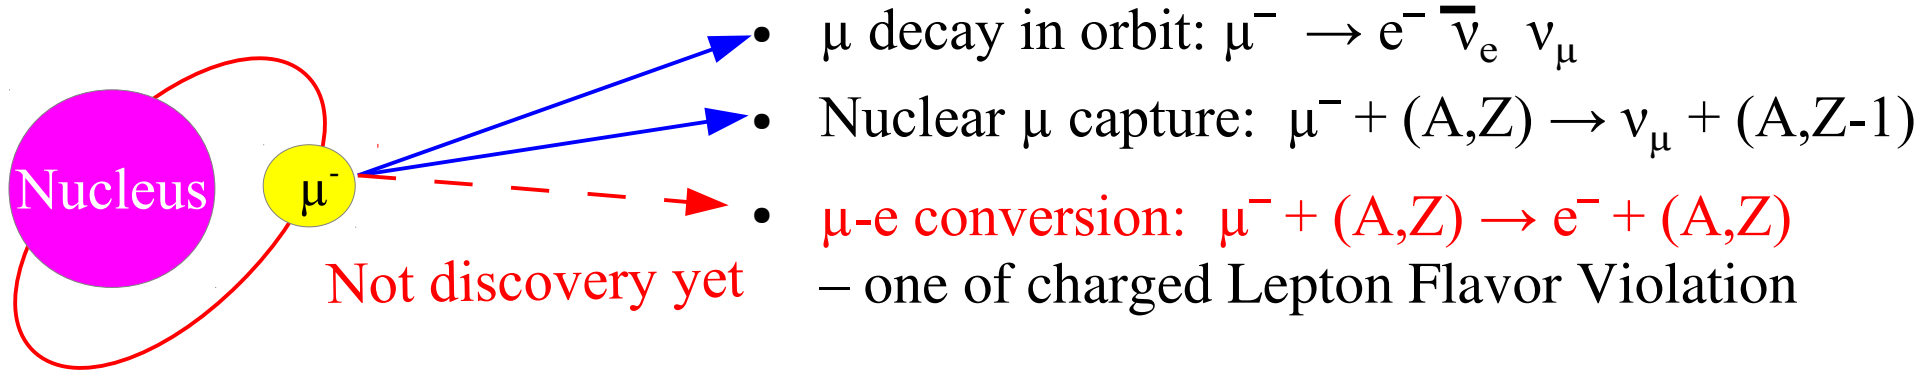 • μ decay in orbit: μ⁻ → e⁻ ν̅ₑ ν_μ
• Nuclear μ capture: μ⁻ + (A,Z) → ν_μ + (A,Z-1)
Nucleus
μ⁻
• μ-e conversion: μ⁻ + (A,Z) → e⁻ + (A,Z)
Not discovery yet
– one of charged Lepton Flavor Violation